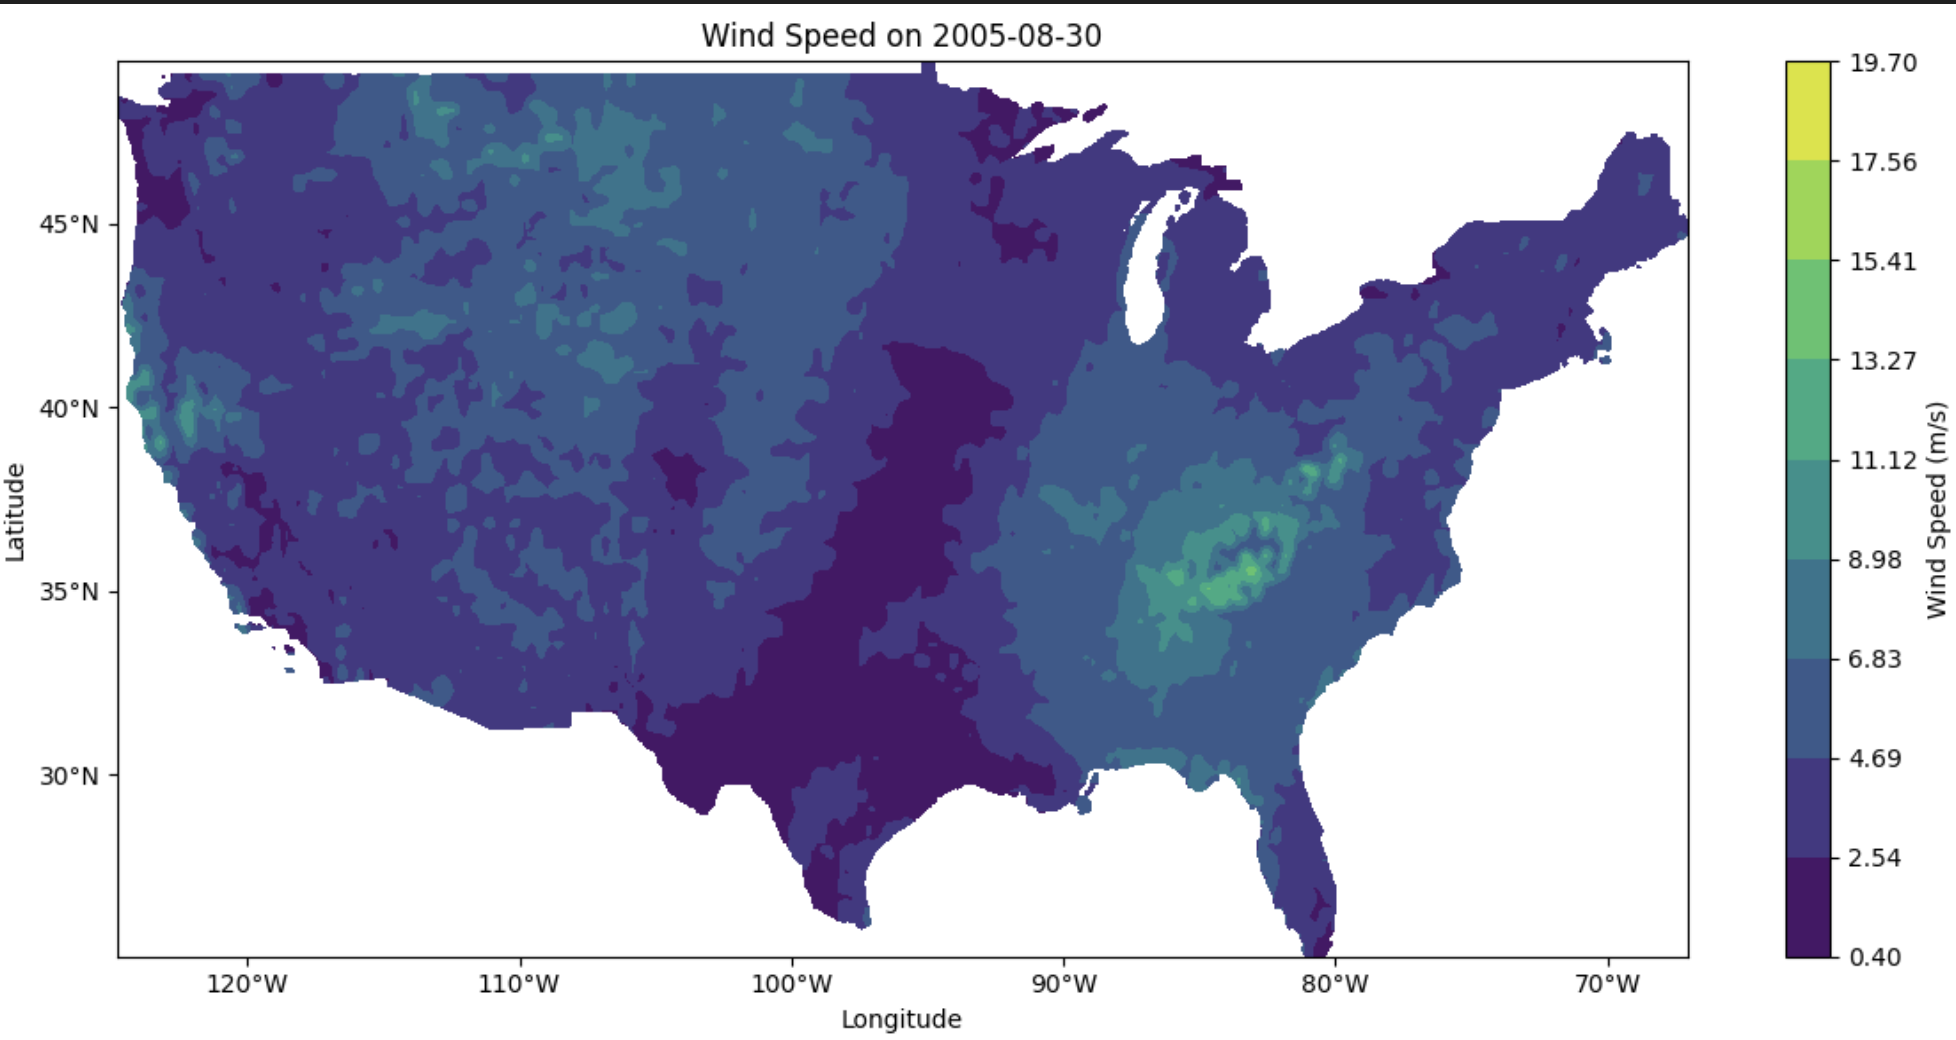 Wind Speed on 2005-08-30
19.70
17.56
15.41
13.27
11.12
8.98
6.83
4.69
2.54
0.40
Wind Speed (m/s)
45°N
40°N
35°N
30°N
Latitude
120°W
110°W
100°W
90°W
80°W
70°W
Longitude